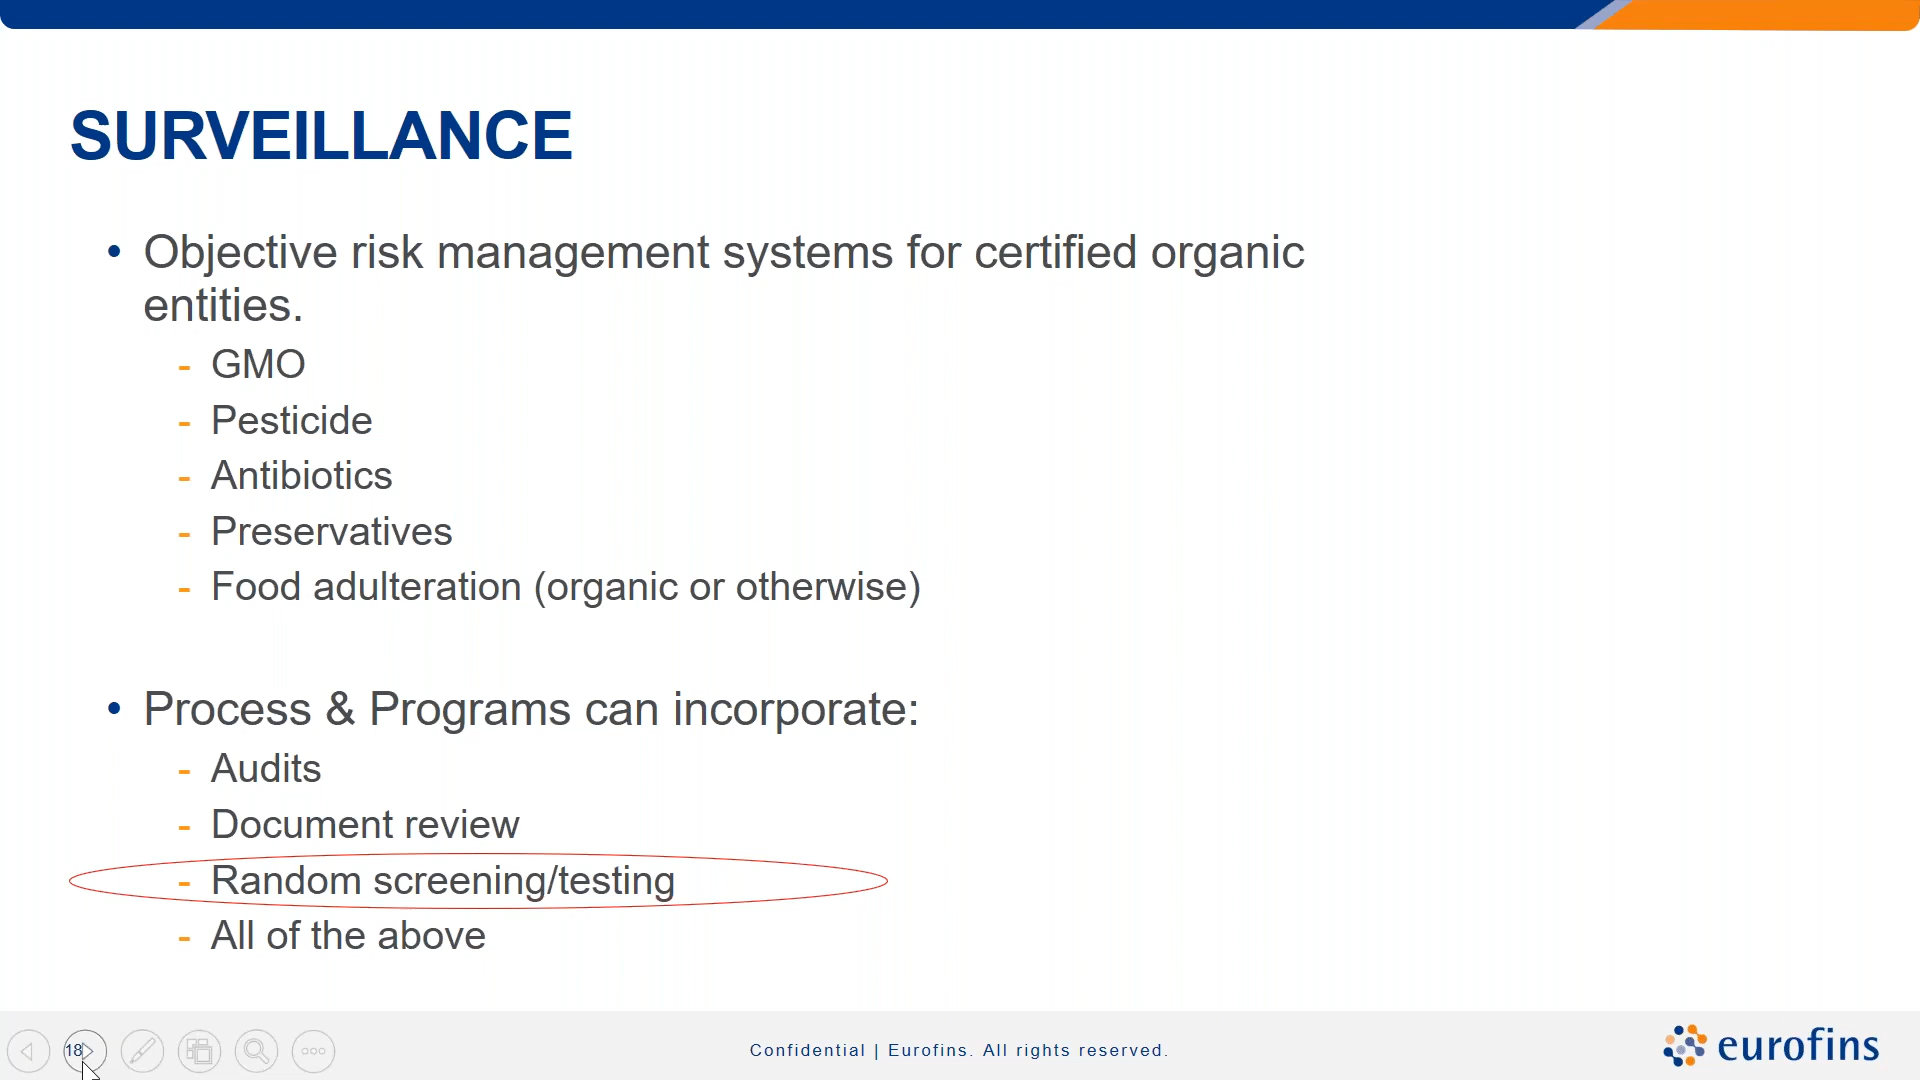 SURVEILLANCE
• Objective risk management systems for certified organic
entities.
- GMO
- Pesticide
- Antibiotics
- Preservatives
- Food adulteration (organic or otherwise)
• Process & Programs can incorporate:
- Audits
- Document review
- Random screening/testing
- All of the above
18
Confidential | Eurofins. All rights reserved.
eurofins